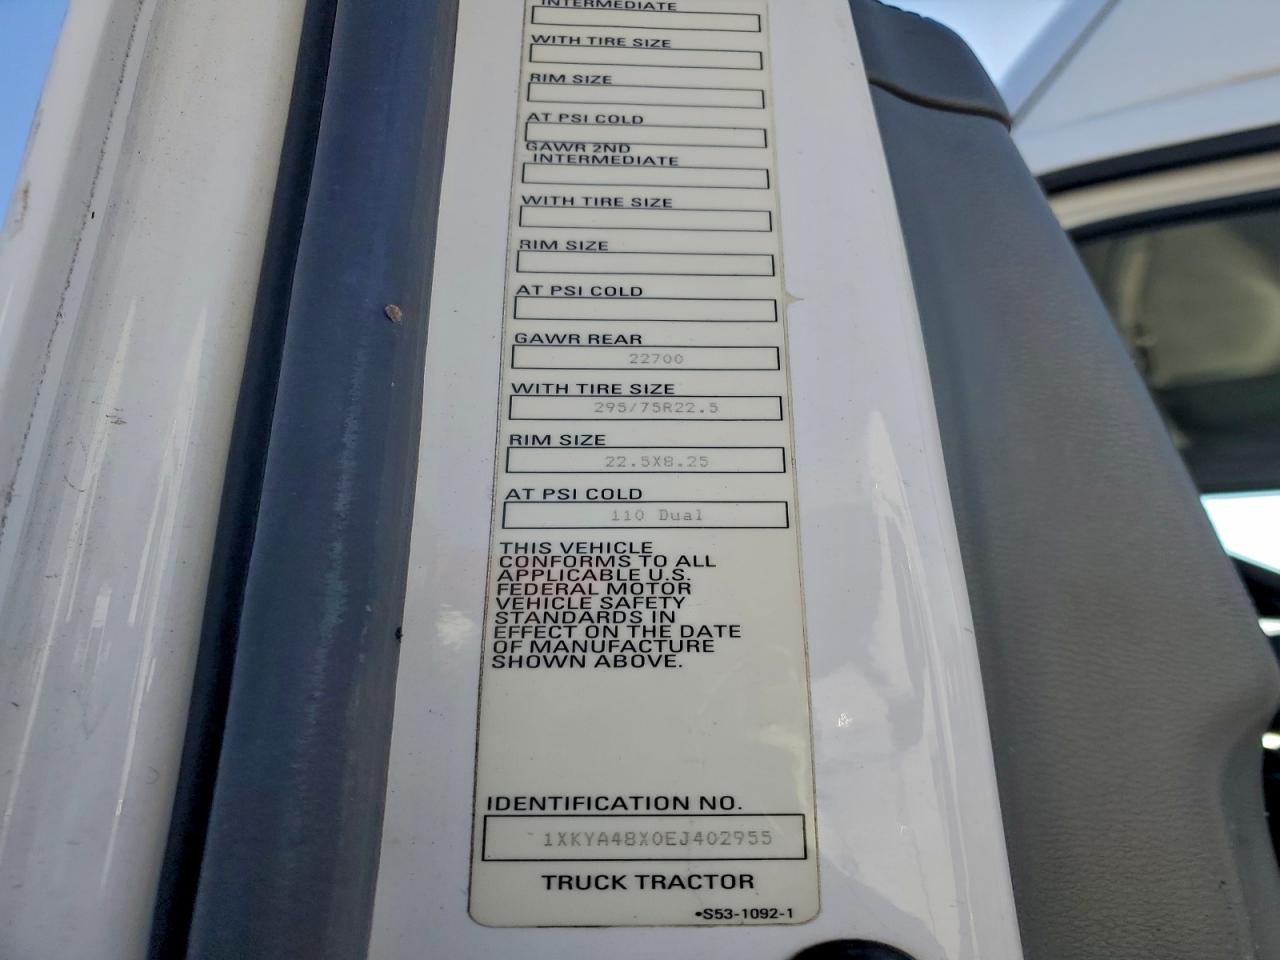 INTERMEDIATE
WITH TIRE SIZE
RIM SIZE
AT PSI COLD
GAWR 2ND
INTERMEDIATE
WITH TIRE SIZE
RIM SIZE
AT PSI COLD
GAWR REAR
22700
WITH TIRE SIZE
295/75R22.5
RIM SIZE
22.5X8.25
AT PSI COLD
110 Dual
THIS VEHICLE
CONFORMS TO ALL
APPLICABLE U.S.
FEDERAL MOTOR
VEHICLE SAFETY
STANDARDS IN
EFFECT ON THE DATE
OF MANUFACTURE
SHOWN ABOVE.
IDENTIFICATION NO.
1XKYA48X0EJ402955
TRUCK TRACTOR
•S53-1092-1